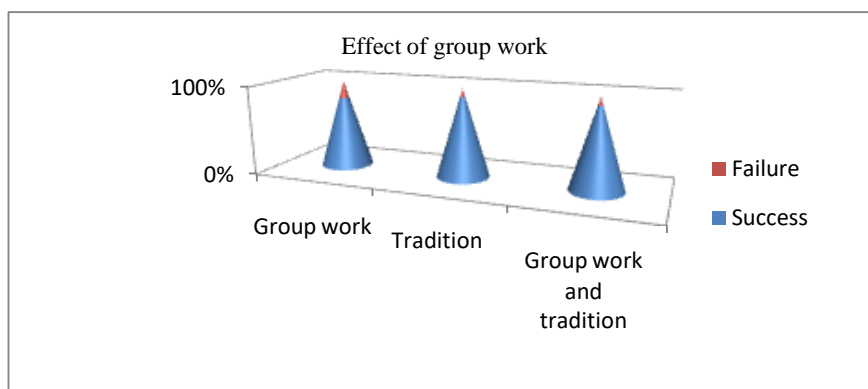 Effect of group work
100%
0%
Group work
Tradition
Group work
and
tradition
Failure
Success